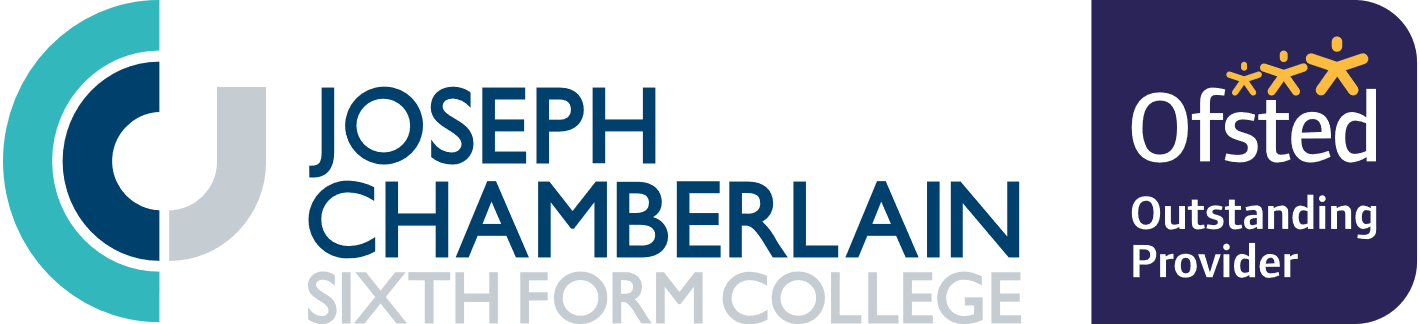 JOSEPH
CHAMBERLAIN
SIXTH FORM COLLEGE
Ofsted
Outstanding
Provider